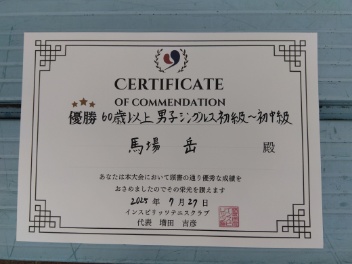 CERTIFICATE
OF COMMENDATION
優勝 60歳以上 男子シングルス初級〜初中級
馬場 岳 殿
あなたは本大会において頭書の通り優秀な成績を
おさめましたのでその栄光を讃えます
2025年 7月27日
インスピリッツテニスクラブ
代表 増田 吉彦